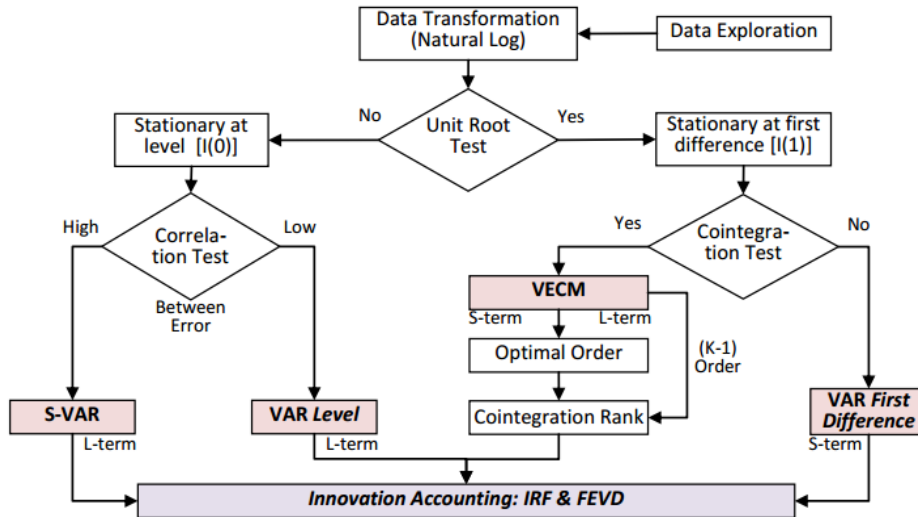 Data Transformation
(Natural Log)
Data Exploration
No
Unit Root
Test
Yes
Stationary at
level [I(0)]
Stationary at first
difference [I(1)]
High
Correla-
tion Test
Low
Between
Error
Yes
Cointegra-
tion Test
No
VECM
S-term
L-term
(K-1)
Order
Optimal Order
S-VAR
L-term
VAR Level
L-term
Cointegration Rank
VAR First
Difference
S-term
Innovation Accounting: IRF & FEVD